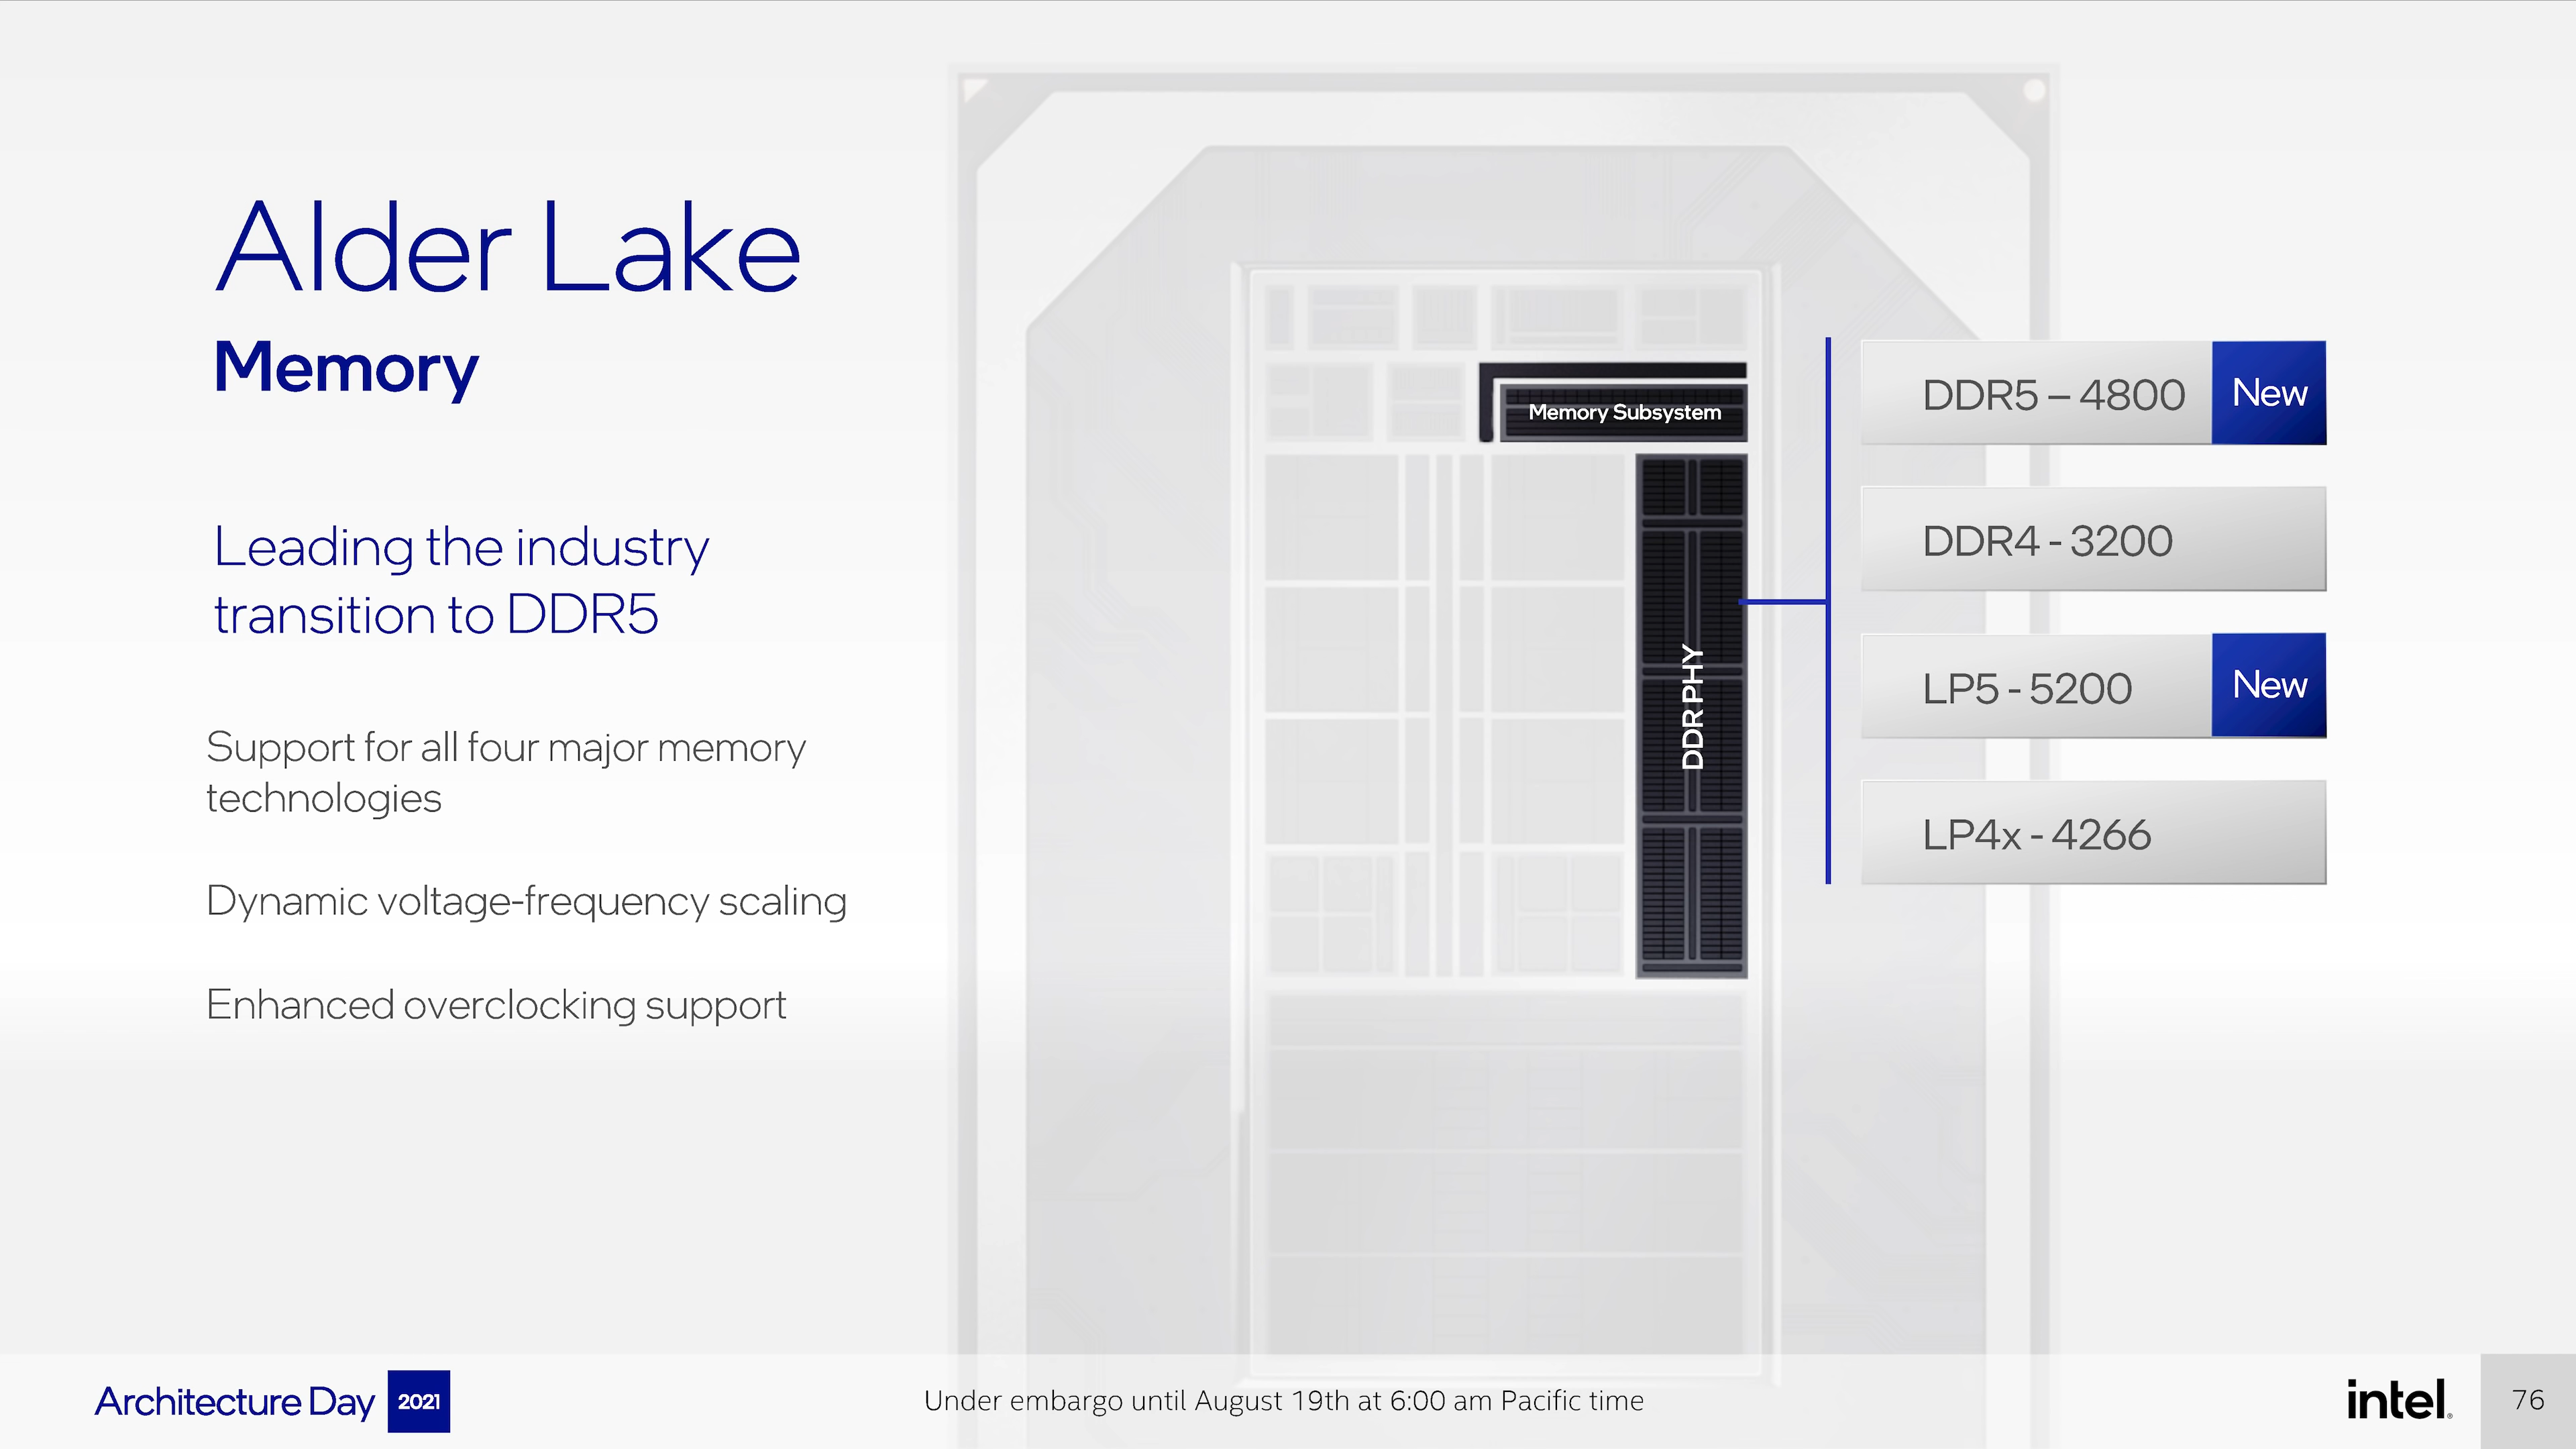 Alder Lake
Memory
Leading the industry
transition to DDR5
Support for all four major memory
technologies
Dynamic voltage-frequency scaling
Enhanced overclocking support
Memory Subsystem
DDR PHY
DDR5 – 4800 New
DDR4 - 3200
LP5 - 5200 New
LP4x - 4266
Architecture Day 2021
Under embargo until August 19th at 6:00 am Pacific time
intel®
76